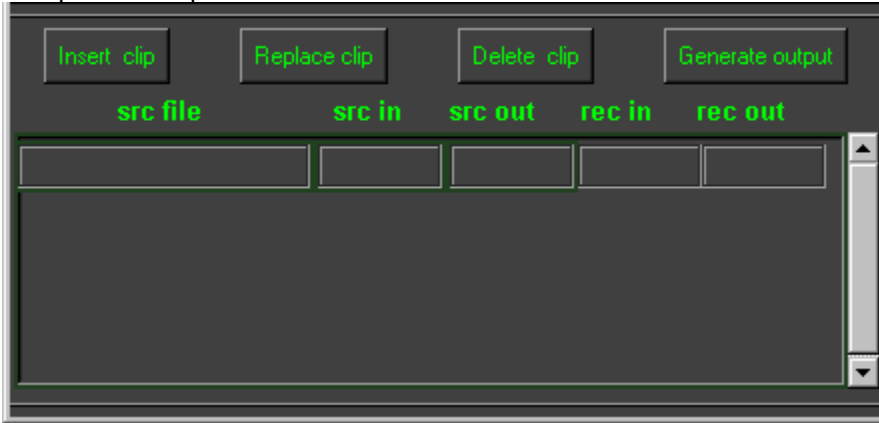 Insert clip Replace clip Delete clip Generate output
src file src in src out rec in rec out